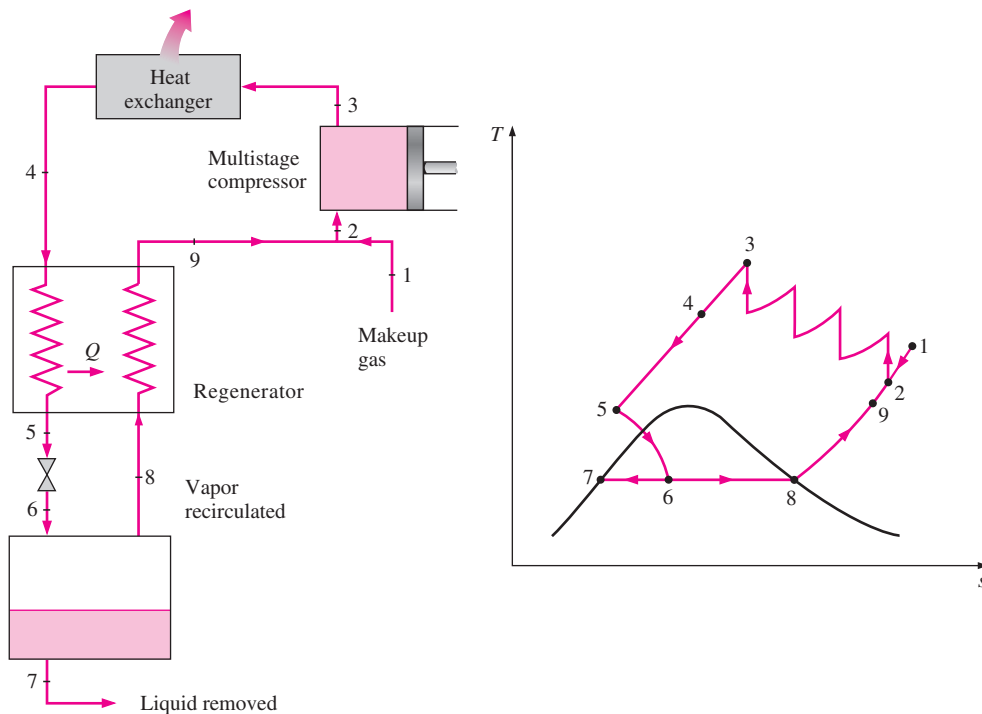 Heat
exchanger
3
4
Multistage
compressor
2
9
1
Makeup
gas
Q
Regenerator
5
8
Vapor
recirculated
6
7
Liquid removed
T
3
4
1
2
9
5
7
6
8
s